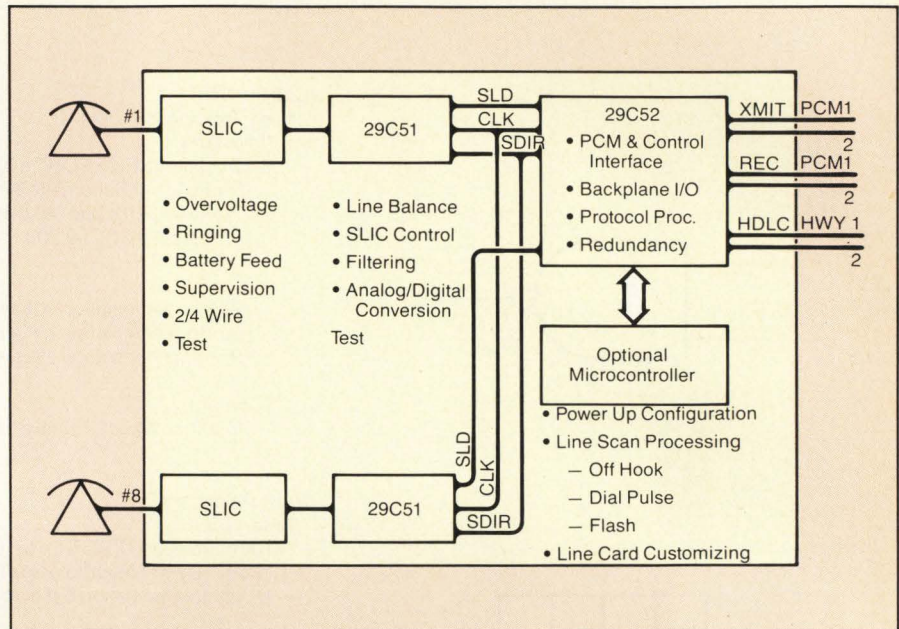 #1
SLIC
29C51
SLD
CLK
SDIR
29C52
• PCM & Control
Interface
• Backplane I/O
• Protocol Proc.
• Redundancy
XMIT PCM1
2
REC PCM1
2
HDLC HWY 1
2
• Overvoltage
• Ringing
• Battery Feed
• Supervision
• 2/4 Wire
• Test
• Line Balance
• SLIC Control
• Filtering
• Analog/Digital
Conversion
Test
Optional
Microcontroller
• Power Up Configuration
• Line Scan Processing
— Off Hook
— Dial Pulse
— Flash
• Line Card Customizing
#8
SLIC
29C51
SLD
CLK
SDIR